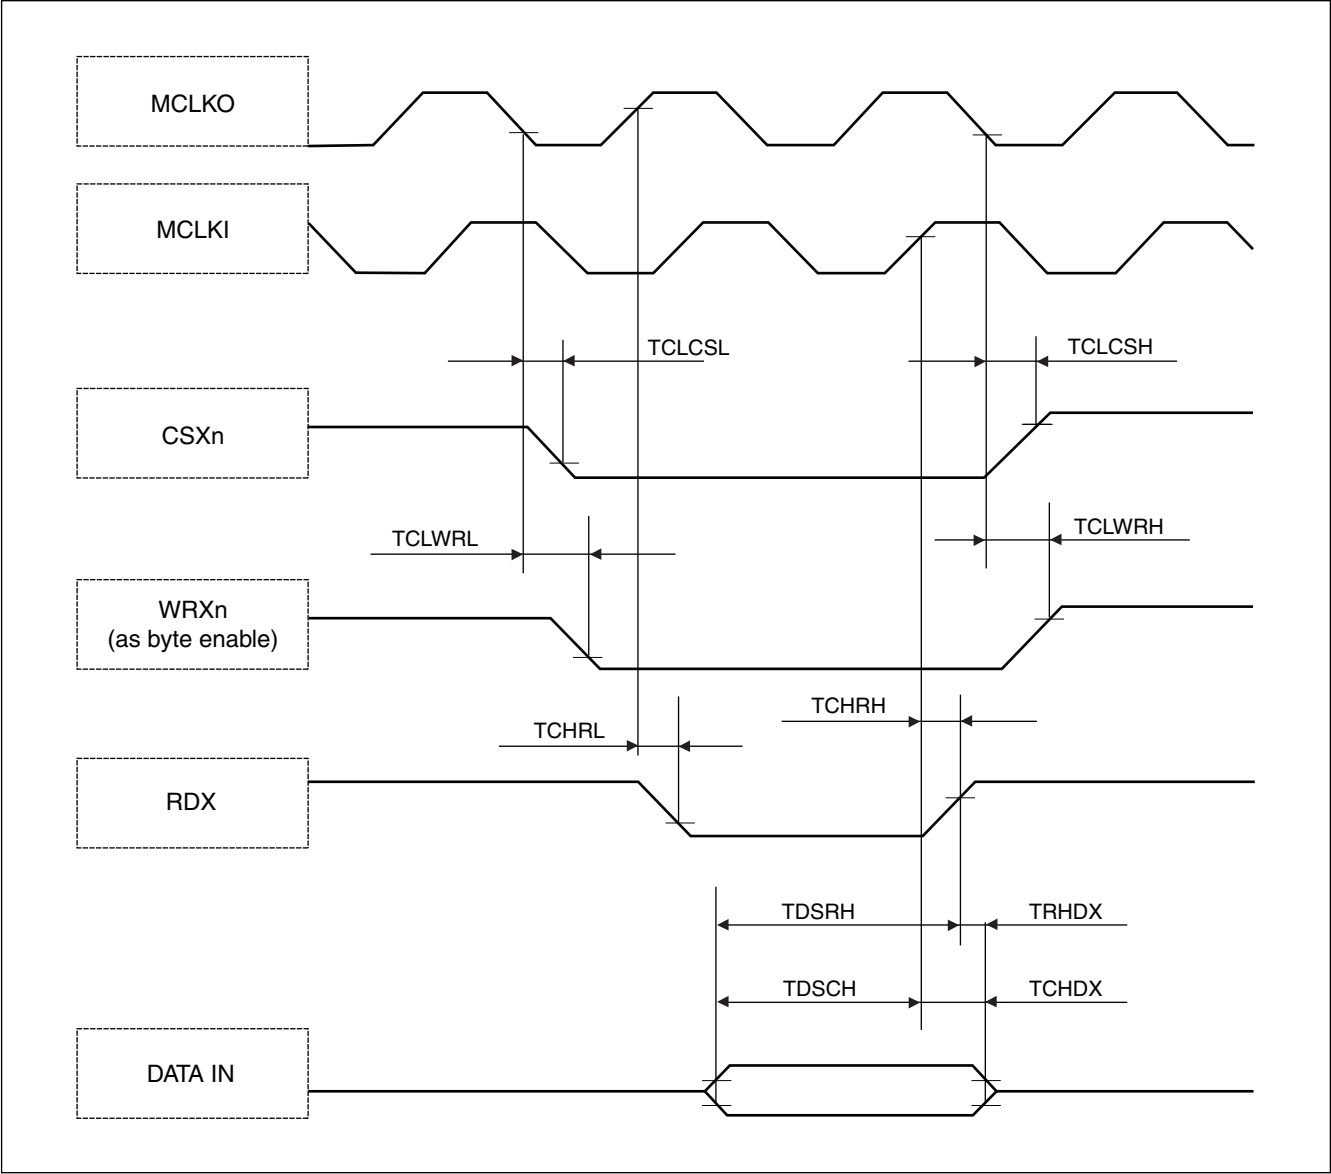 MCLKO
MCLKI
TCLCSL
TCLCSH
CSXn
TCLWRL
TCLWRH
WRXn
(as byte enable)
TCHRL
TCHRH
RDX
TDSRH
TRHDX
TDSCH
TCHDX
DATA IN